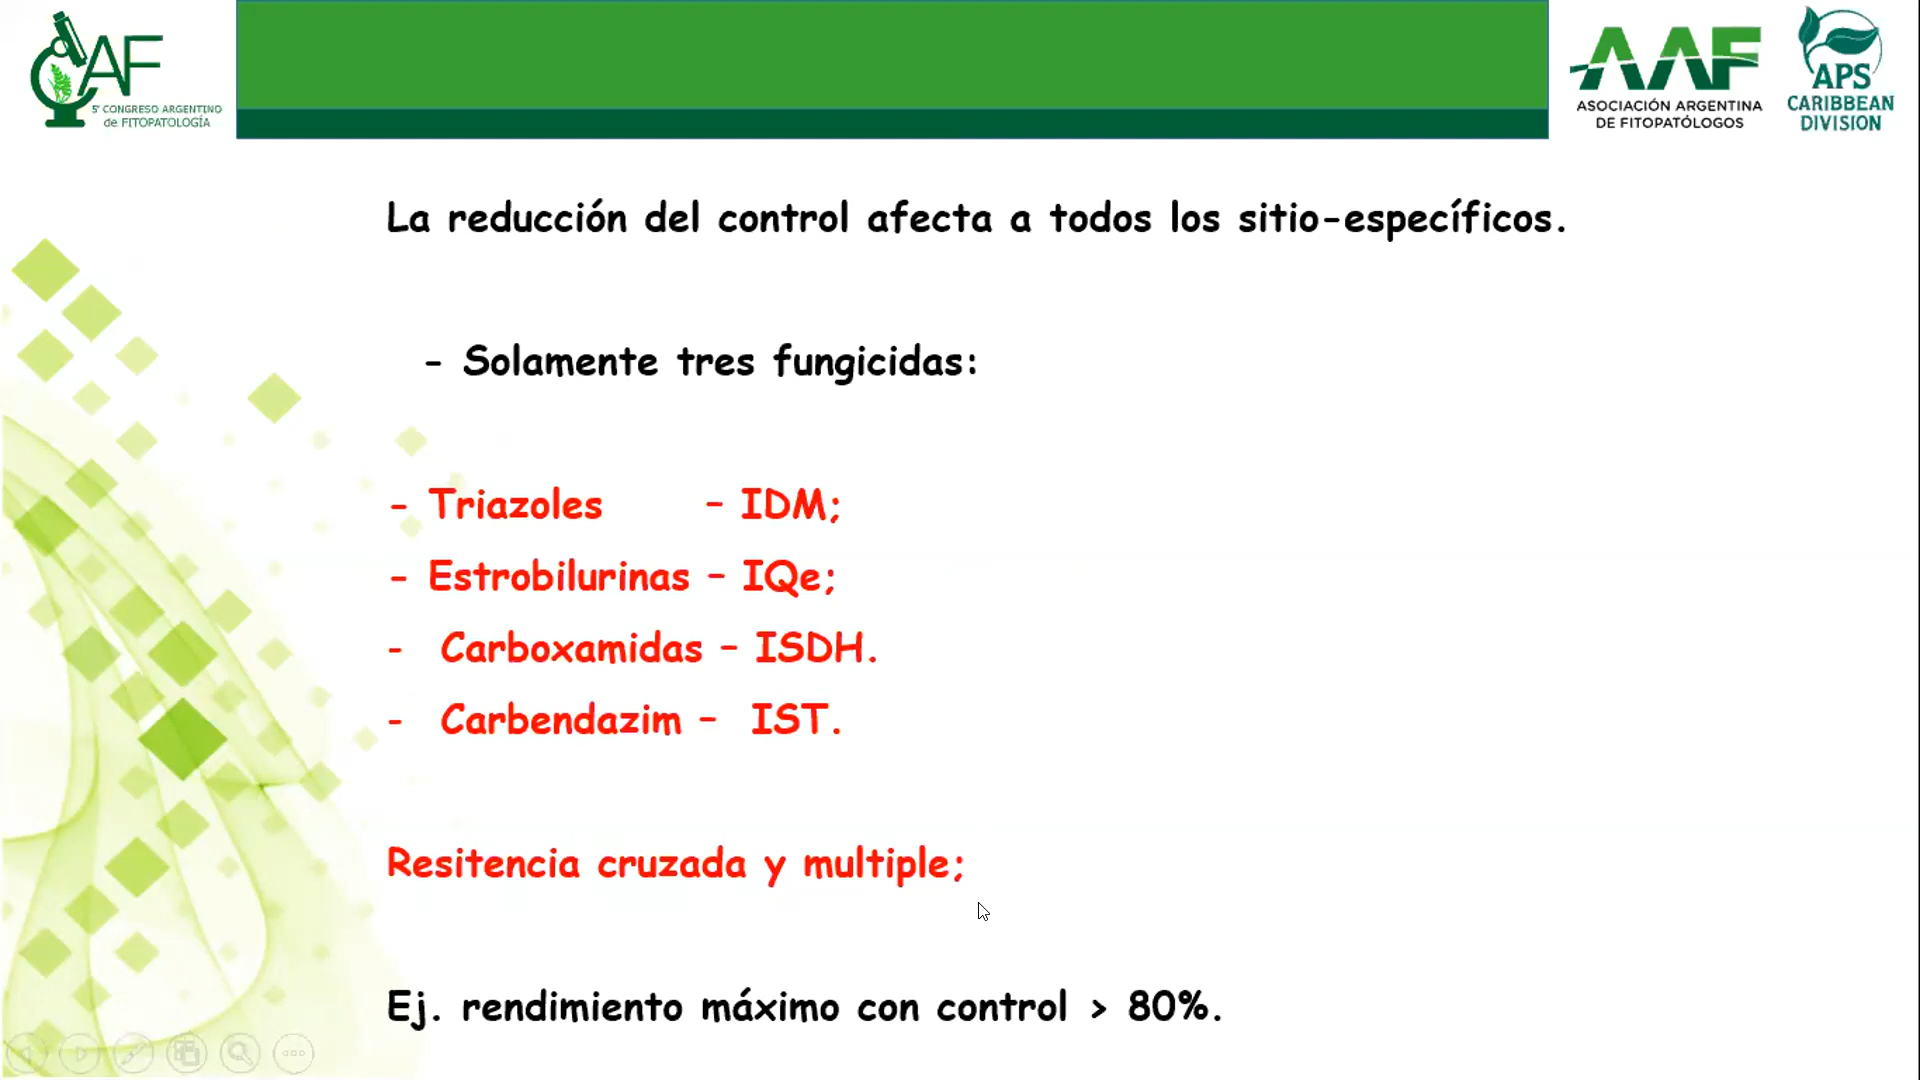 AF
5º CONGRESO ARGENTINO
de FITOPATOLOGÍA
AAF
ASOCIACIÓN ARGENTINA
DE FITOPATÓLOGOS
APS
CARIBBEAN
DIVISION
La reducción del control afecta a todos los sitio-específicos.
- Solamente tres fungicidas:
- Triazoles - IDM;
- Estrobilurinas - IQe;
- Carboxamidas - ISDH.
- Carbendazim - IST.
Resitencia cruzada y multiple;
Ej. rendimiento máximo con control > 80%.